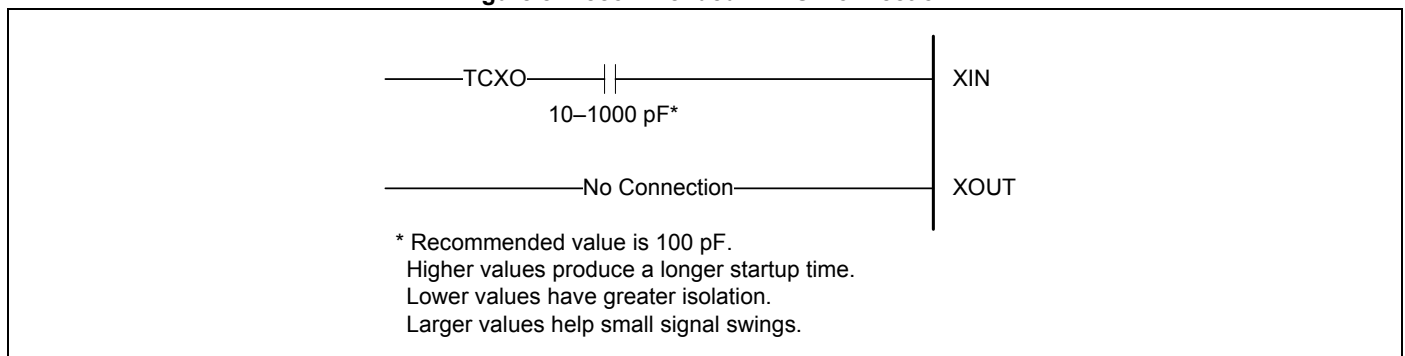 TCXO
XIN
10–1000 pF*
No Connection
XOUT
* Recommended value is 100 pF.
Higher values produce a longer startup time.
Lower values have greater isolation.
Larger values help small signal swings.